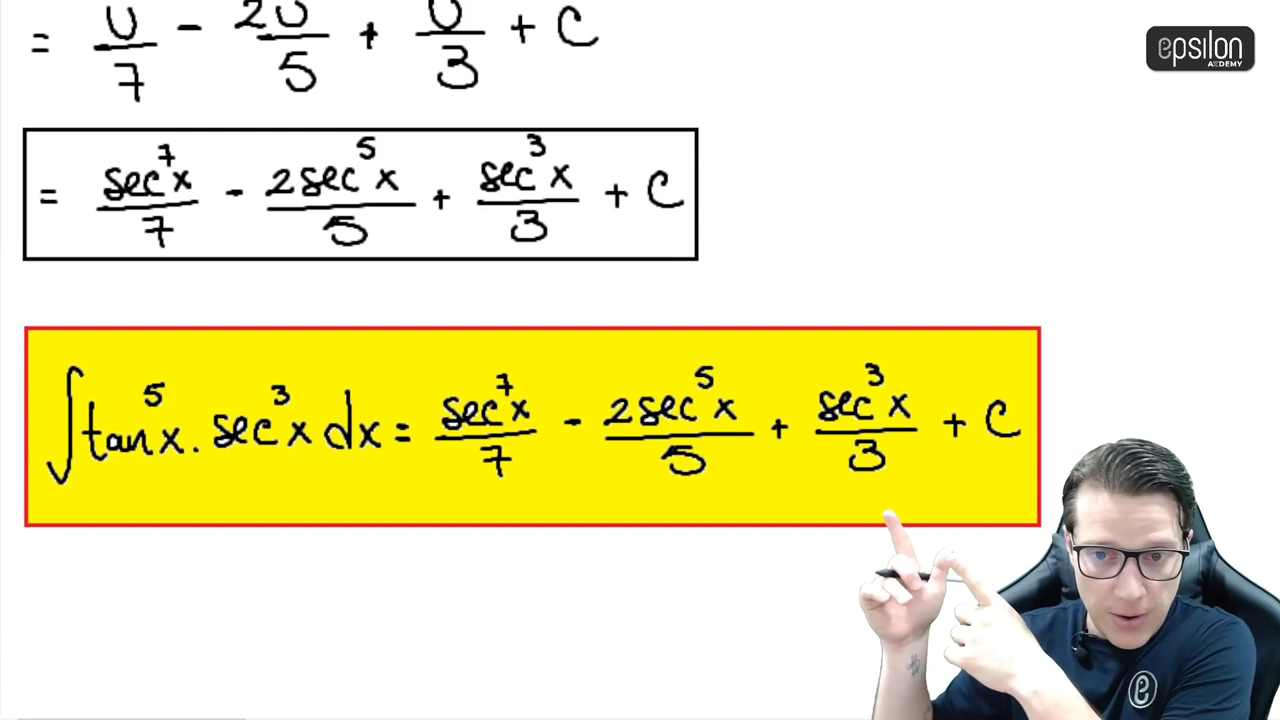 = U/7 - 2U/5 + U/3 + C
epsilon
ACADEMY
= sec⁷x/7 - 2sec⁵x/5 + sec³x/3 + C
∫tan⁵x . sec³x dx = sec⁷x/7 - 2sec⁵x/5 + sec³x/3 + C